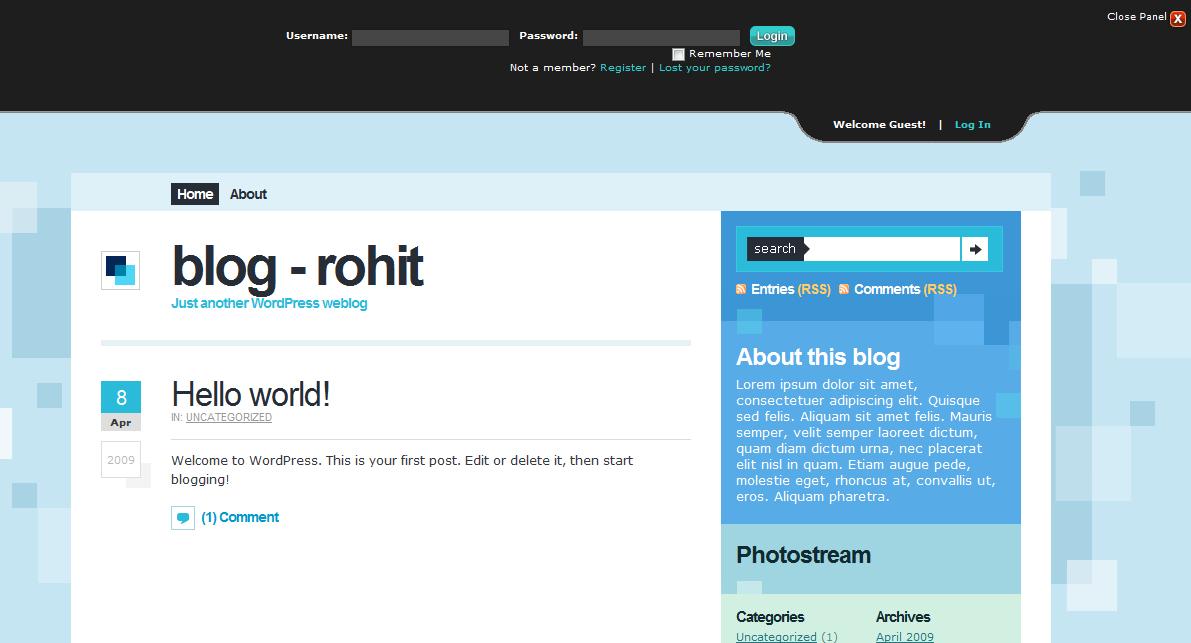 Close Panel X
Username: Password: Login
Remember Me
Not a member? Register | Lost your password?
Welcome Guest! | Log In
Home About
blog - rohit
Just another WordPress weblog
8
Apr
2009
Hello world!
IN: UNCATEGORIZED
Welcome to WordPress. This is your first post. Edit or delete it, then start
blogging!
(1) Comment
search
Entries (RSS) Comments (RSS)
About this blog
Lorem ipsum dolor sit amet,
consectetuer adipiscing elit. Quisque
sed felis. Aliquam sit amet felis. Mauris
semper, velit semper laoreet dictum,
quam diam dictum urna, nec placerat
elit nisl in quam. Etiam augue pede,
molestie eget, rhoncus at, convallis ut,
eros. Aliquam pharetra.
Photostream
Categories Archives
Uncategorized (1) April 2009